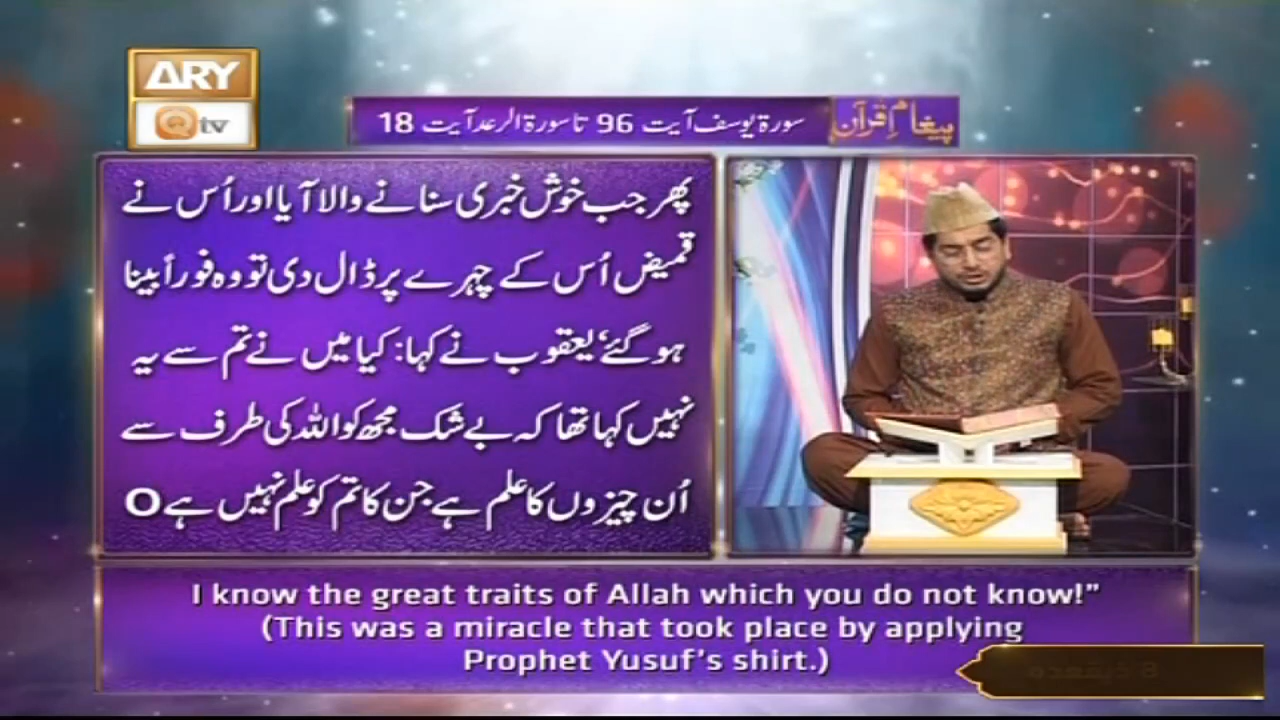 ARY
Qtv
پیغامِ قرآن
سورۃ یوسف آیت 96 تا سورۃ الرعد آیت 18
پھر جب خوش خبری سنانے والا آیا اور اُس نے
قمیض اُس کے چہرے پر ڈال دی تو وہ فوراً بینا
ہو گئے‘ یعقوب نے کہا: کیا میں نے تم سے یہ
نہیں کہا تھا کہ بے شک مجھ کو اللہ کی طرف سے
اُن چیزوں کا علم ہے جن کا تم کو علم نہیں ہے O
I know the great traits of Allah which you do not know!”
(This was a miracle that took place by applying
Prophet Yusuf’s shirt.)